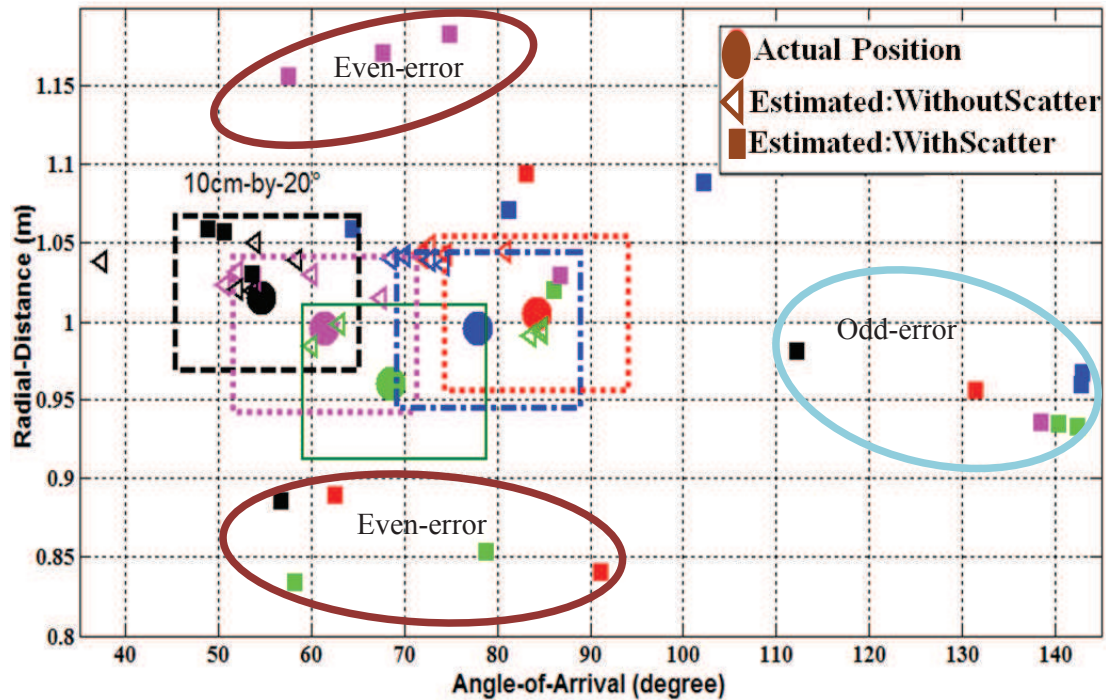 Actual Position
Estimated:WithoutScatter
Estimated:WithScatter
Even-error
10cm-by-20°
Odd-error
Even-error
1.15
1.1
1.05
1
0.95
0.9
0.85
0.8
Radial-Distance (m)
40 50 60 70 80 90 100 110 120 130 140
Angle-of-Arrival (degree)